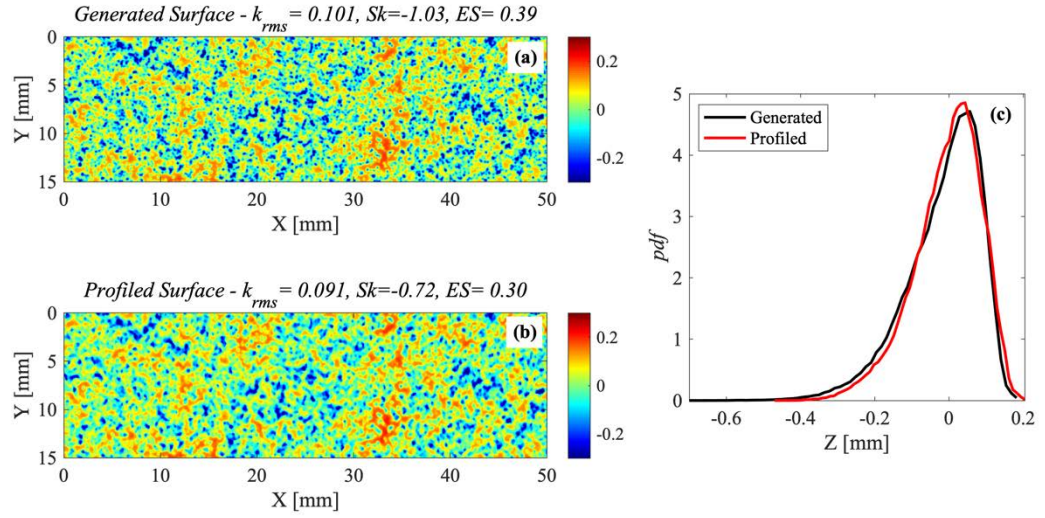 Generated Surface - k_rms = 0.101, Sk=-1.03, ES= 0.39
(a)
0
5
10
15
Y [mm]
0 10 20 30 40 50
X [mm]
0.2
0
-0.2
Profiled Surface - k_rms = 0.091, Sk=-0.72, ES= 0.30
(b)
0
5
10
15
Y [mm]
0 10 20 30 40 50
X [mm]
0.2
0
-0.2
Generated
Profiled
(c)
5
4
3
2
1
0
pdf
-0.6 -0.4 -0.2 0 0.2
Z [mm]